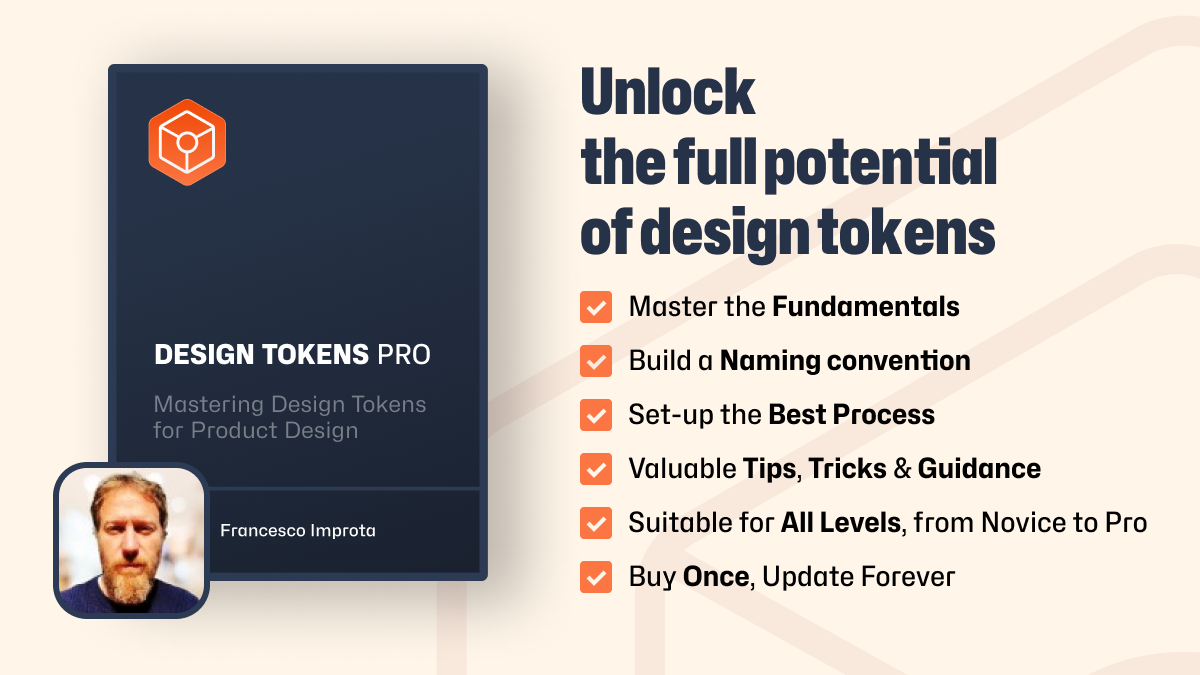 DESIGN TOKENS PRO
Mastering Design Tokens
for Product Design
Francesco Improta
Unlock
the full potential
of design tokens
Master the Fundamentals
Build a Naming convention
Set-up the Best Process
Valuable Tips, Tricks & Guidance
Suitable for All Levels, from Novice to Pro
Buy Once, Update Forever